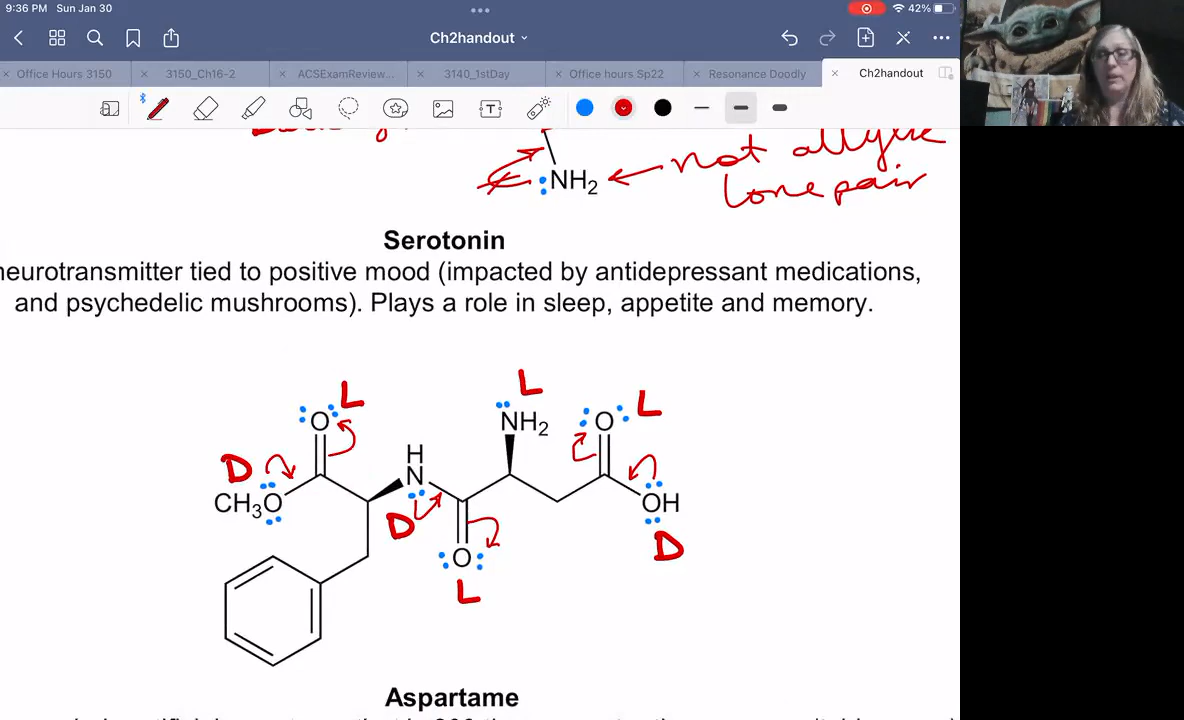 9:36 PM Sun Jan 30
42%
Ch2handout
Office Hours 3150
3150_Ch16-2
ACSExamReview...
3140_1stDay
Office hours Sp22
Resonance Doodly
Ch2handout
T
not allylic
lone pair
:NH2
Serotonin
neurotransmitter tied to positive mood (impacted by antidepressant medications,
and psychedelic mushrooms). Plays a role in sleep, appetite and memory.
L
L
L
O
NH2
O
D
H
N
CH3O
OH
D
D
O
L
Aspartame